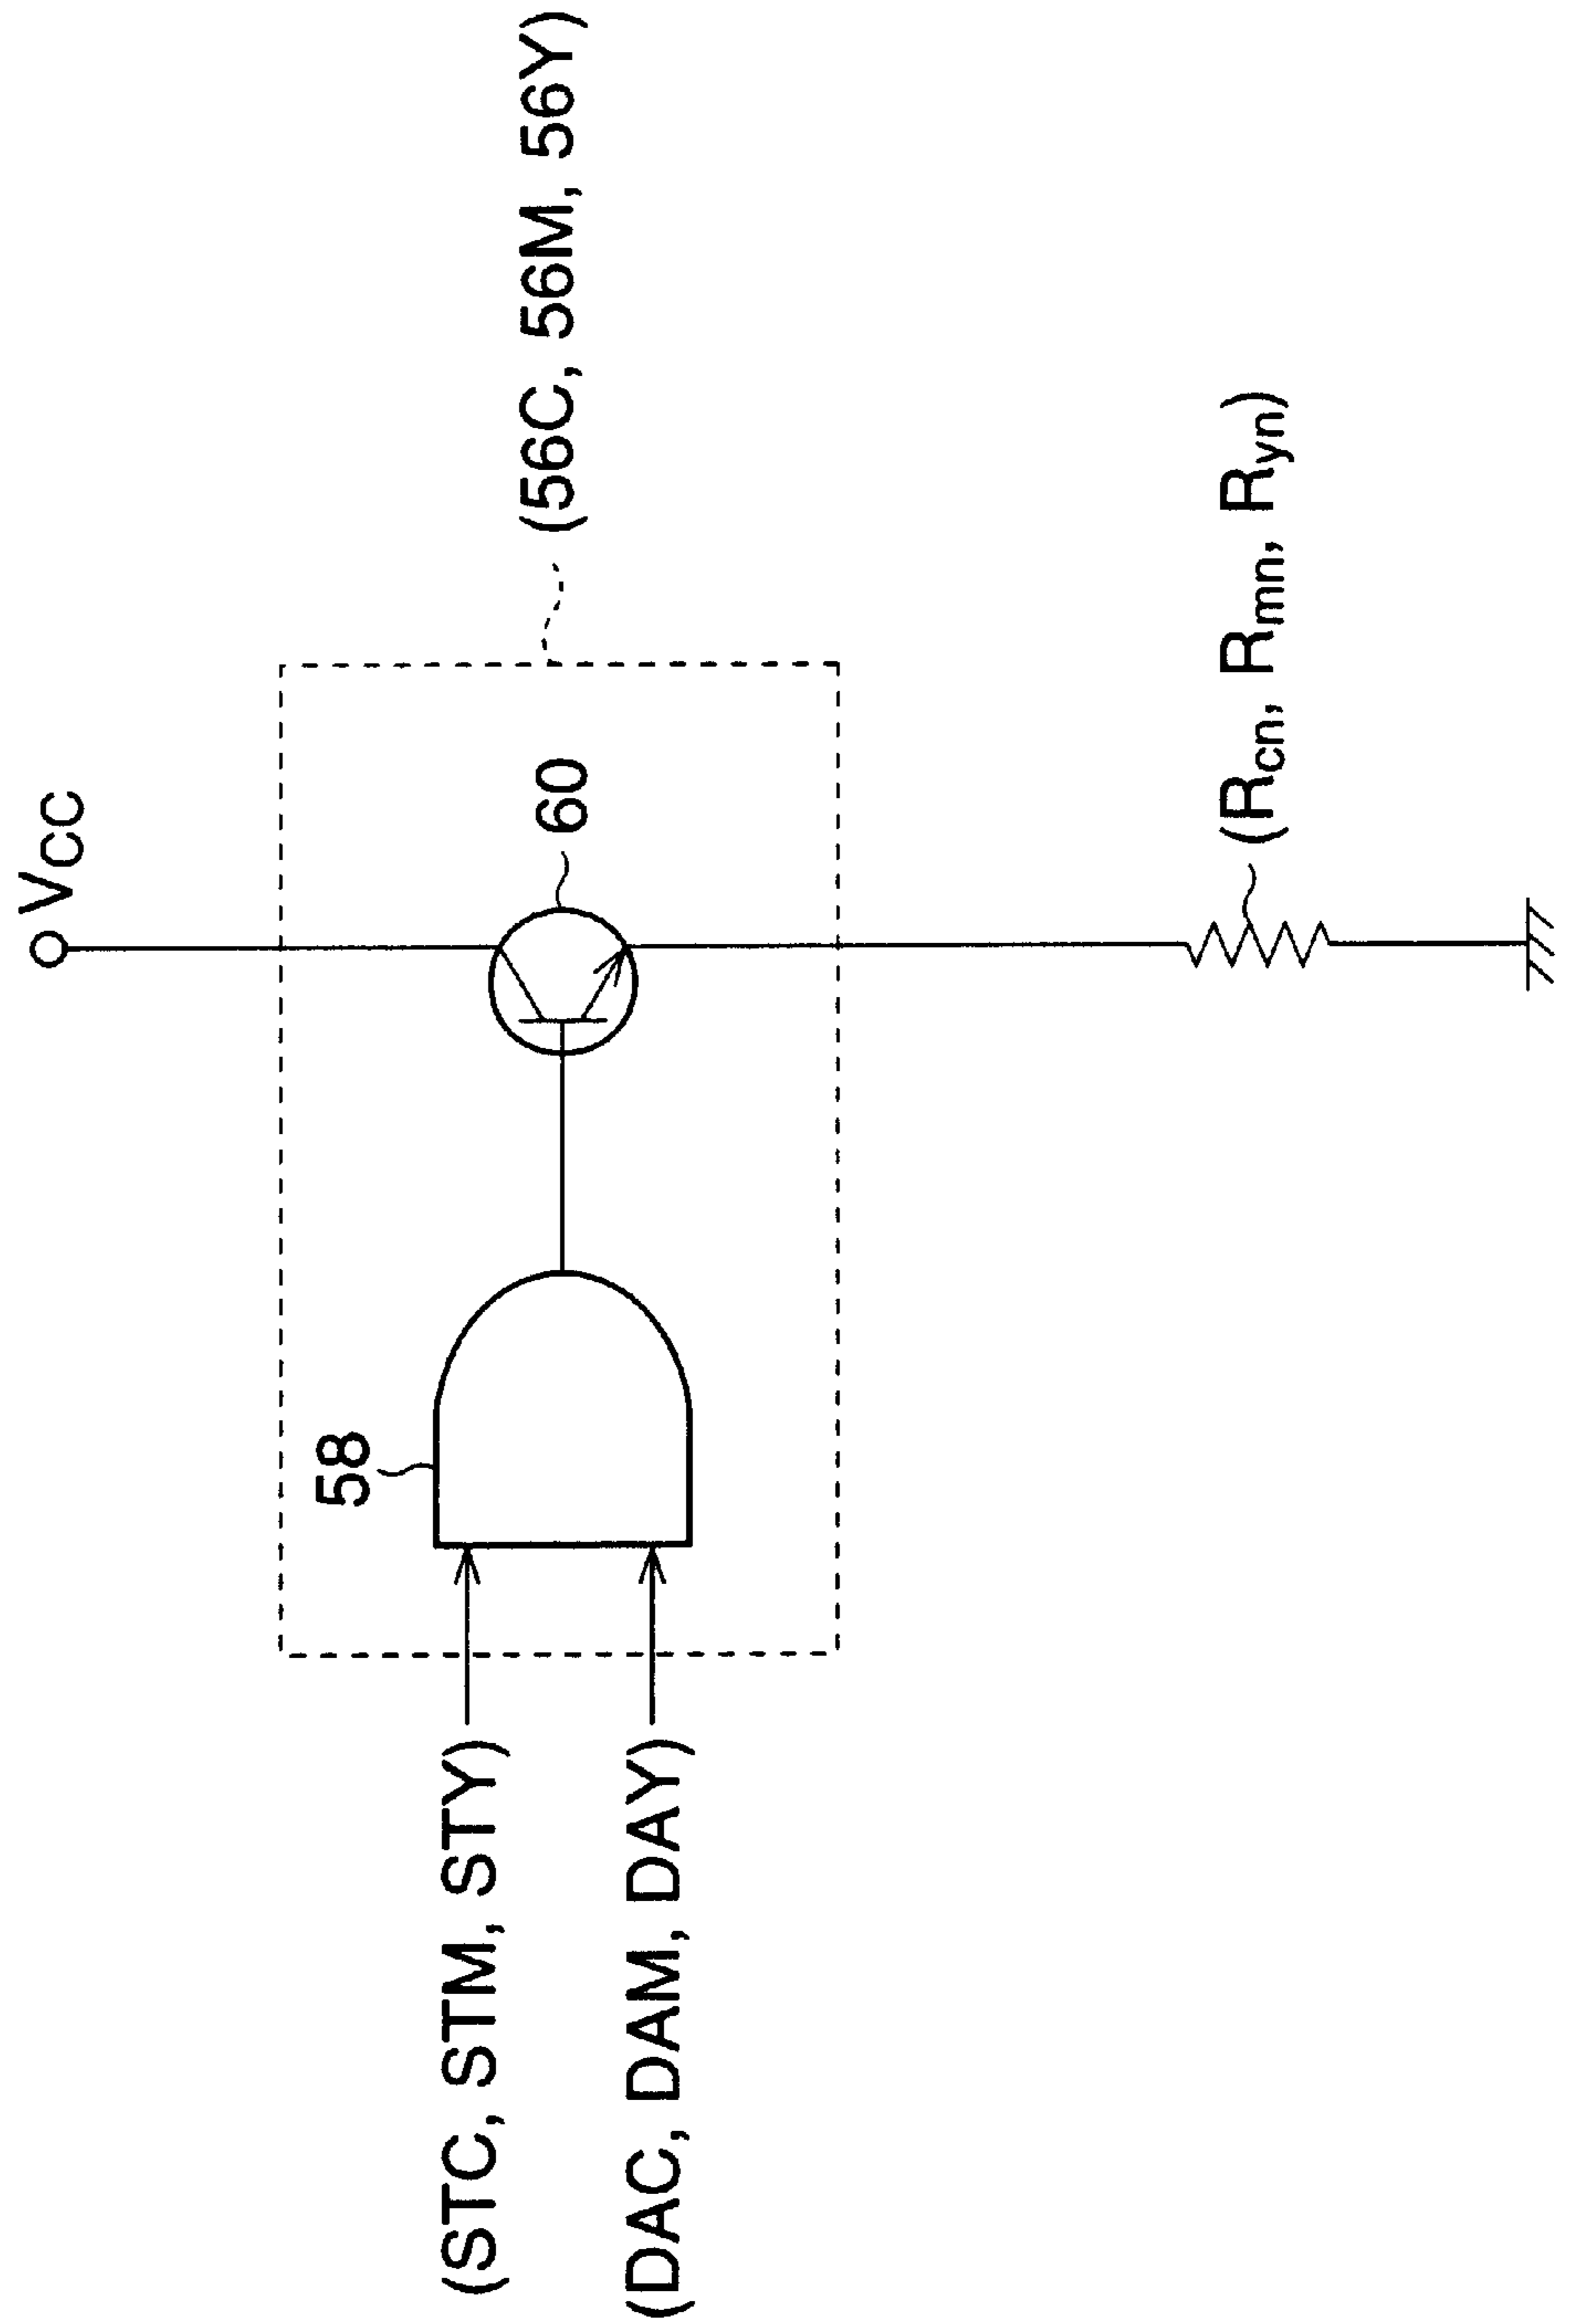 VCC
(56C, 56M, 56Y)
60
58
(STC, STM, STY)
(DAC, DAM, DAY)
(Rcn, Rmn, Ryn)